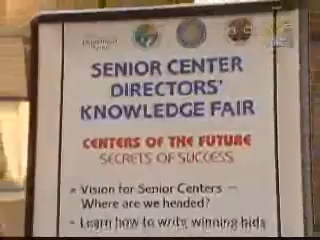 SENIOR CENTER
DIRECTORS'
KNOWLEDGE FAIR
CENTERS OF THE FUTURE
SECRETS OF SUCCESS
• Vision for Senior Centers —
Where are we headed?
• Learn how to write winning bids